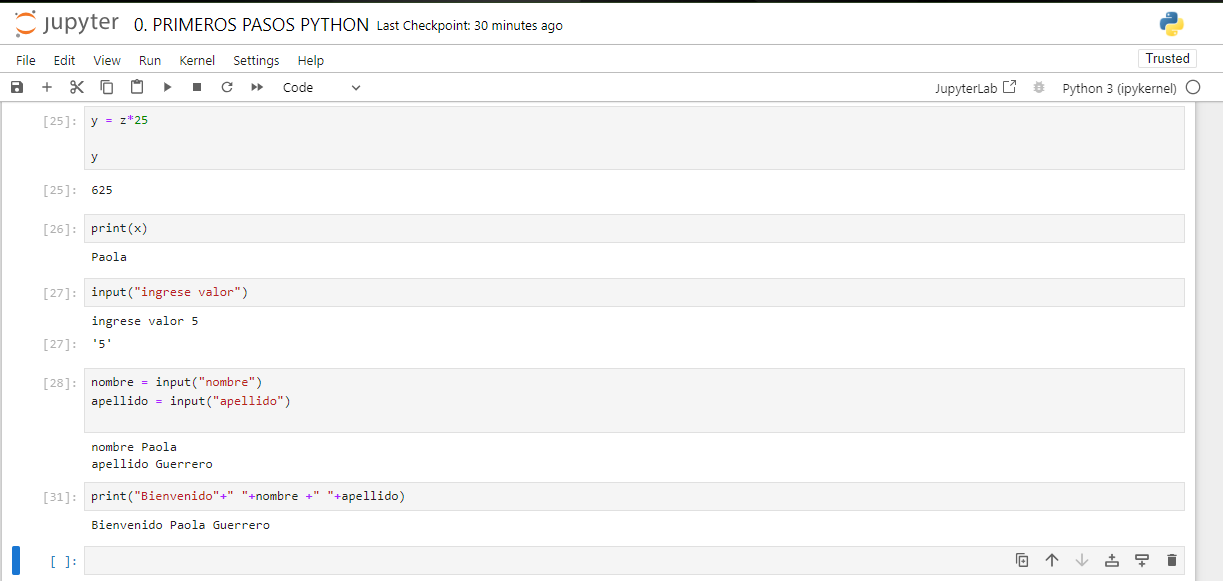 jupyter 0. PRIMEROS PASOS PYTHON Last Checkpoint: 30 minutes ago
File Edit View Run Kernel Settings Help Trusted
Code JupyterLab Python 3 (ipykernel)
[25]: y = z*25
y
[25]: 625
[26]: print(x)
Paola
[27]: input("ingrese valor")
ingrese valor 5
[27]: '5'
[28]: nombre = input("nombre")
apellido = input("apellido")
nombre Paola
apellido Guerrero
[31]: print("Bienvenido"+" "+nombre +" "+apellido)
Bienvenido Paola Guerrero
[ ]: